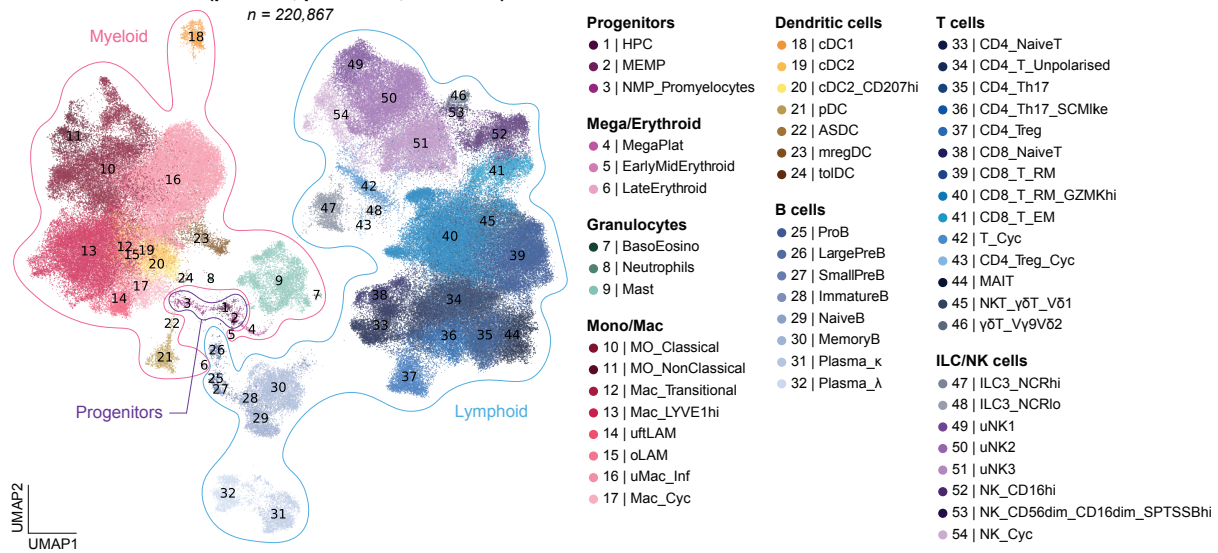 n = 220,867
Myeloid
Progenitors
Lymphoid
UMAP2
UMAP1
18
11
10
16
13
12
15
19
20
23
17
14
24
8
9
7
3
1
2
4
5
22
21
6
26
25
27
28
30
29
32
31
49
50
54
51
46
53
52
41
42
47
48
43
45
40
39
38
34
33
36
35
44
37
Progenitors
1 | HPC
2 | MEMP
3 | NMP_Promyelocytes
Mega/Erythroid
4 | MegaPlat
5 | EarlyMidErythroid
6 | LateErythroid
Granulocytes
7 | BasoEosino
8 | Neutrophils
9 | Mast
Mono/Mac
10 | MO_Classical
11 | MO_NonClassical
12 | Mac_Transitional
13 | Mac_LYVE1hi
14 | uftLAM
15 | oLAM
16 | uMac_Inf
17 | Mac_Cyc
Dendritic cells
18 | cDC1
19 | cDC2
20 | cDC2_CD207hi
21 | pDC
22 | ASDC
23 | mregDC
24 | tolDC
B cells
25 | ProB
26 | LargePreB
27 | SmallPreB
28 | ImmatureB
29 | NaiveB
30 | MemoryB
31 | Plasma_κ
32 | Plasma_λ
T cells
33 | CD4_NaiveT
34 | CD4_T_Unpolarised
35 | CD4_Th17
36 | CD4_Th17_SCMlke
37 | CD4_Treg
38 | CD8_NaiveT
39 | CD8_T_RM
40 | CD8_T_RM_GZMKhi
41 | CD8_T_EM
42 | T_Cyc
43 | CD4_Treg_Cyc
44 | MAIT
45 | NKT_γδT_Vδ1
46 | γδT_Vγ9Vδ2
ILC/NK cells
47 | ILC3_NCRhi
48 | ILC3_NCRlo
49 | uNK1
50 | uNK2
51 | uNK3
52 | NK_CD16hi
53 | NK_CD56dim_CD16dim_SPTSSBhi
54 | NK_Cyc